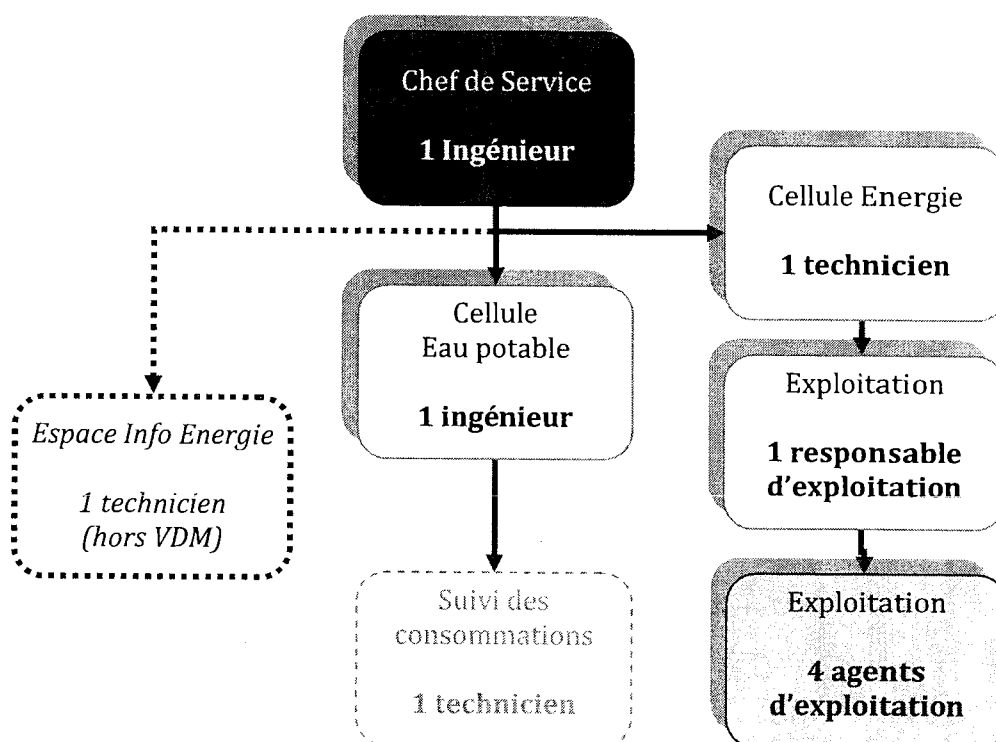 Chef de Service
1 Ingénieur
Cellule Energie
1 technicien
Cellule
Eau potable
1 ingénieur
Exploitation
1 responsable
d'exploitation
Espace Info Energie
1 technicien
(hors VDM)
Suivi des
consommations
1 technicien
Exploitation
4 agents
d'exploitation